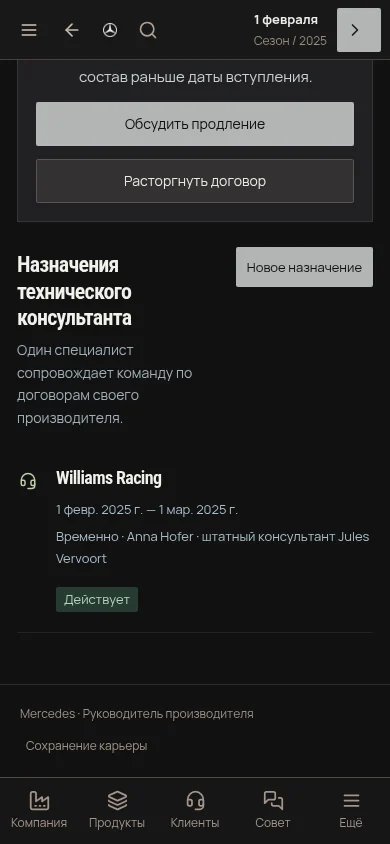 1 февраля
Сезон / 2025
состав раньше даты вступления.
Обсудить продление
Расторгнуть договор
Назначения
технического
консультанта
Новое назначение
Один специалист
сопровождает команду по
договорам своего
производителя.
Williams Racing
1 февр. 2025 г. — 1 мар. 2025 г.
Временно · Anna Hofer · штатный консультант Jules
Vervoort
Действует
Mercedes · Руководитель производителя
Сохранение карьеры
Компания
Продукты
Клиенты
Совет
Ещё